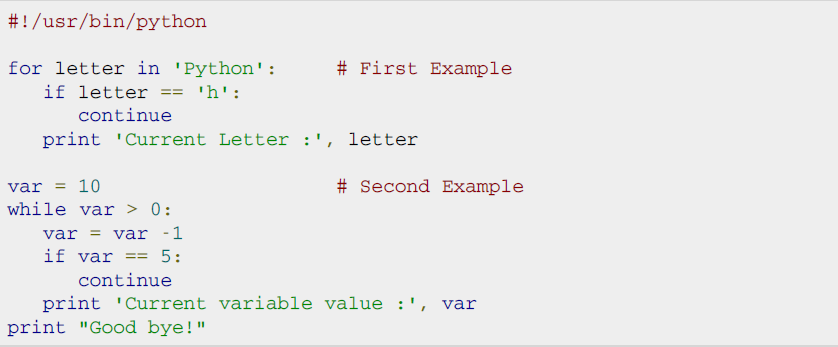 #!/usr/bin/python

for letter in 'Python':     # First Example
   if letter == 'h':
      continue
   print 'Current Letter :', letter

var = 10                    # Second Example
while var > 0:
   var = var -1
   if var == 5:
      continue
   print 'Current variable value :', var
print "Good bye!"